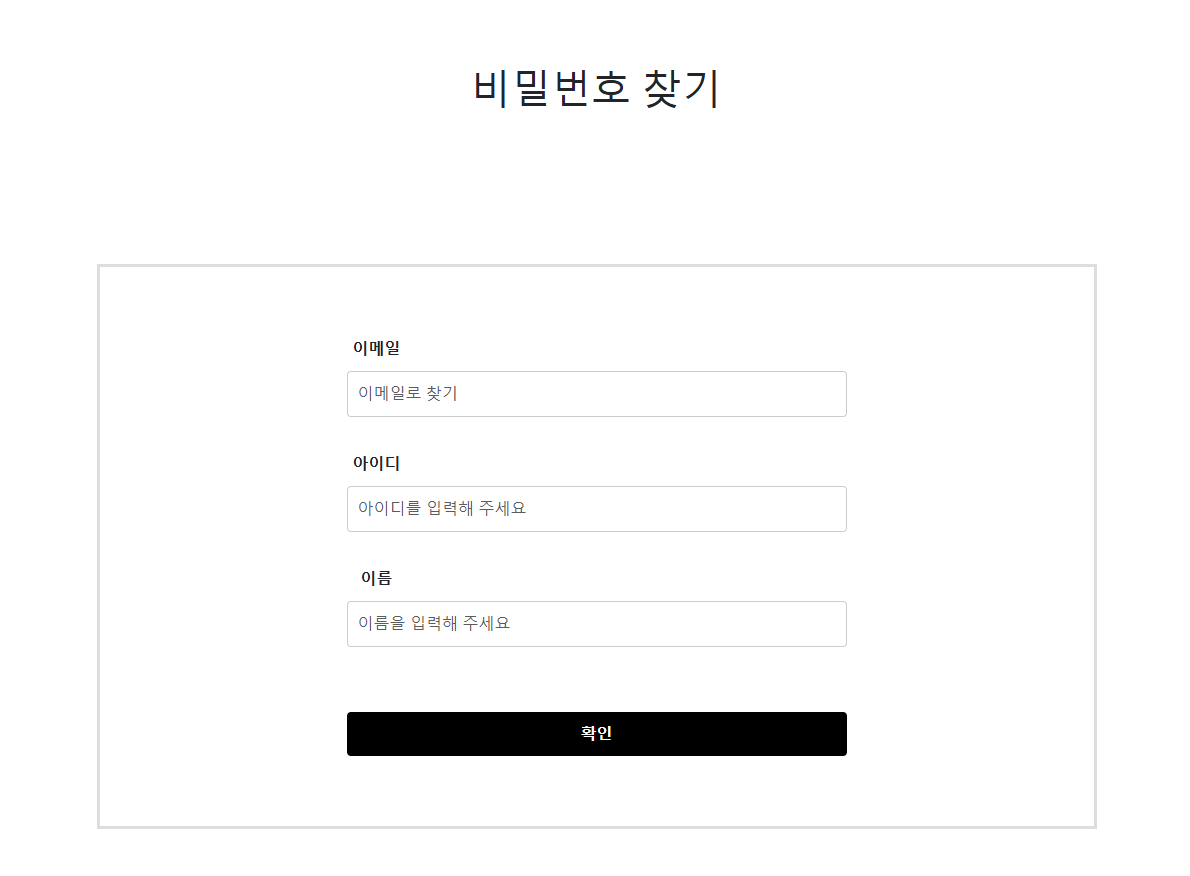 비밀번호 찾기
이메일
이메일로 찾기
아이디
아이디를 입력해 주세요
이름
이름을 입력해 주세요
확인